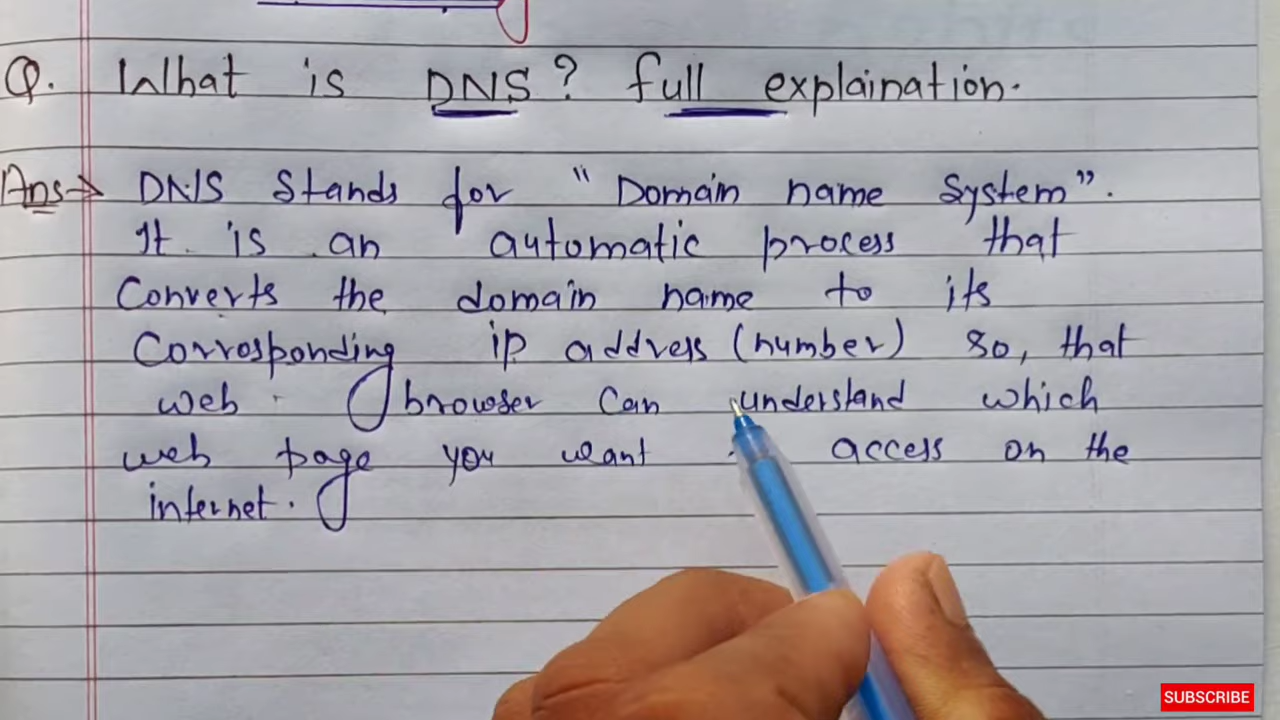 Q. What is DNS? full explaination.
Ans→ DNS Stands for "Domain name System".
It is an automatic process that
Converts the domain name to its
Corrosponding ip address (number) so, that
web browser can understand which
web page you want access on the
internet.
SUBSCRIBE